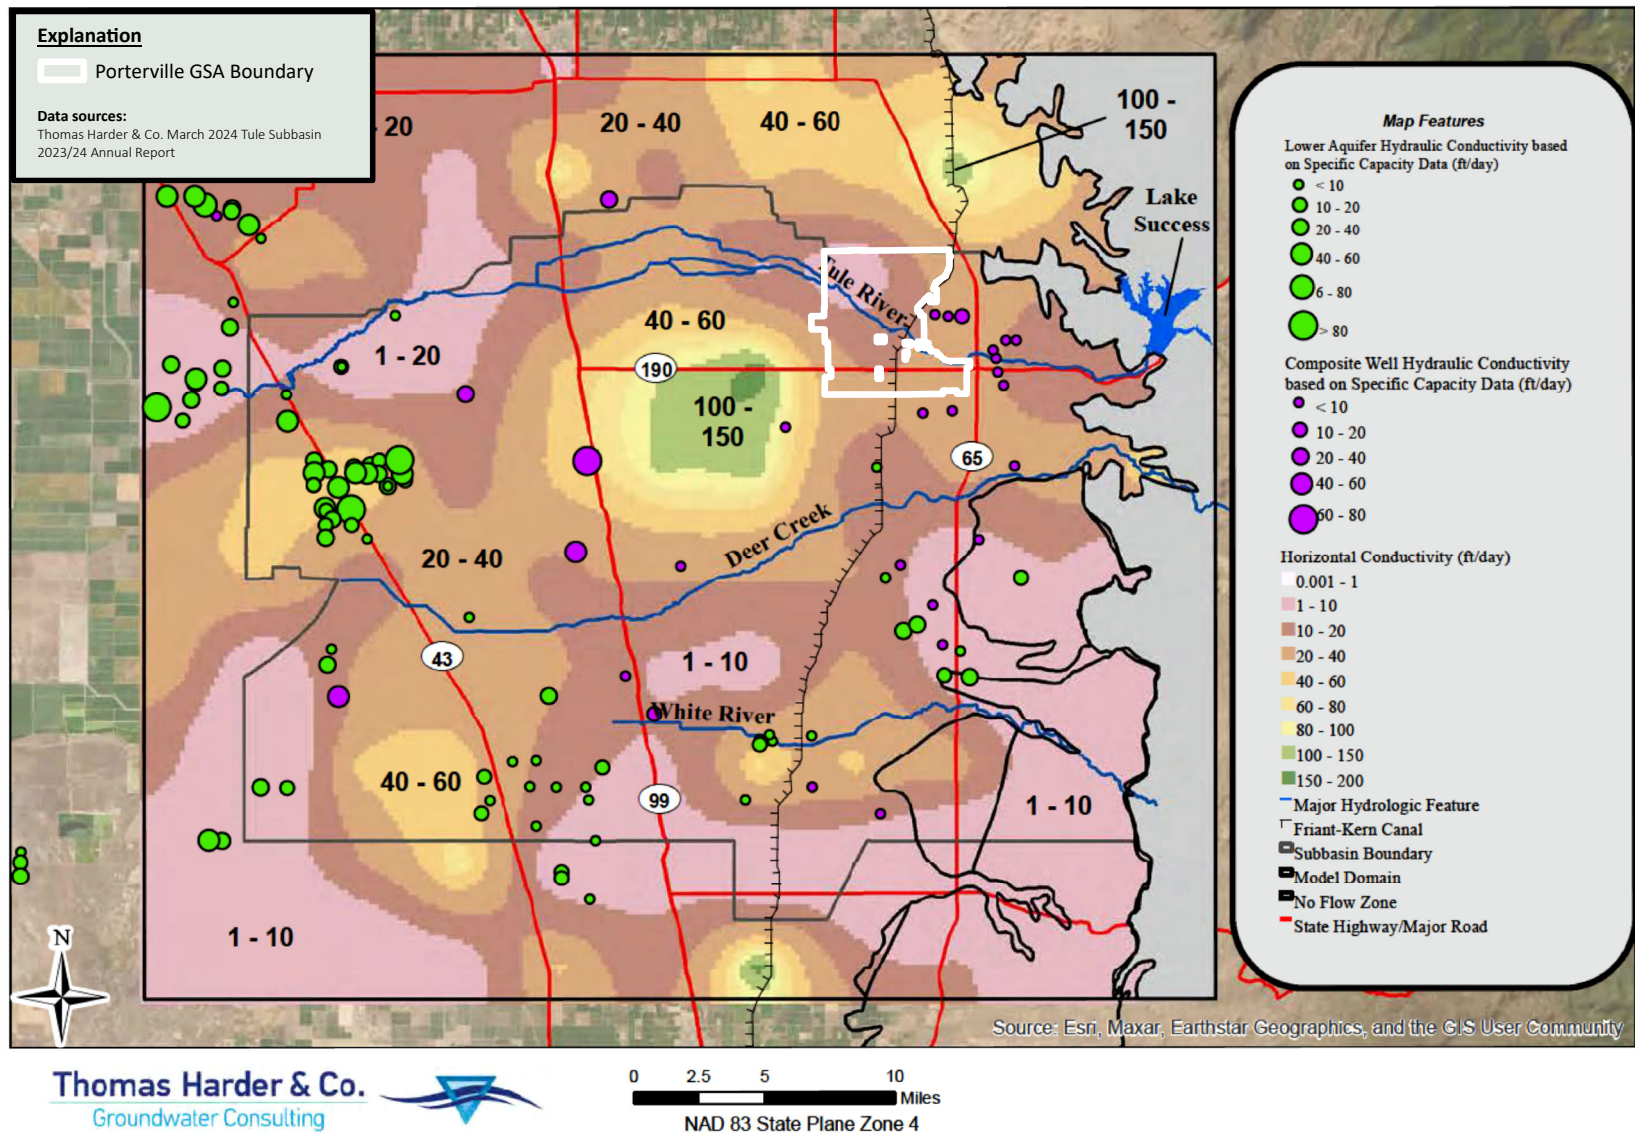 Explanation
Porterville GSA Boundary
Data sources:
Thomas Harder & Co. March 2024 Tule Subbasin
2023/24 Annual Report
- 20
20 - 40
40 - 60
100 -
150
Lake
Success
Tule River
40 - 60
1 - 20
190
100 -
150
65
Deer Creek
20 - 40
43
1 - 10
White River
40 - 60
99
1 - 10
1 - 10
N
Source: Esri, Maxar, Earthstar Geographics, and the GIS User Community
Map Features
Lower Aquifer Hydraulic Conductivity based
on Specific Capacity Data (ft/day)
< 10
10 - 20
20 - 40
40 - 60
6 - 80
> 80
Composite Well Hydraulic Conductivity
based on Specific Capacity Data (ft/day)
< 10
10 - 20
20 - 40
40 - 60
60 - 80
Horizontal Conductivity (ft/day)
0.001 - 1
1 - 10
10 - 20
20 - 40
40 - 60
60 - 80
80 - 100
100 - 150
150 - 200
Major Hydrologic Feature
Friant-Kern Canal
Subbasin Boundary
Model Domain
No Flow Zone
State Highway/Major Road
Thomas Harder & Co.
Groundwater Consulting
0 2.5 5 10
Miles
NAD 83 State Plane Zone 4